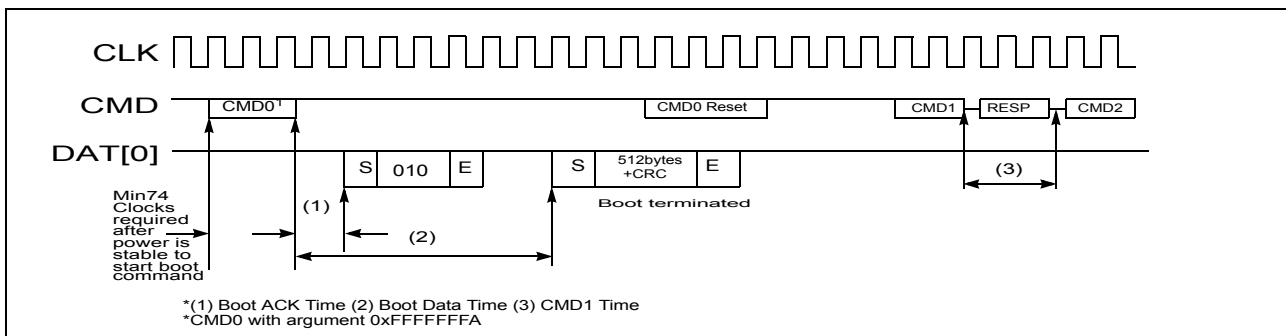 CLK
CMD
CMD0¹
CMD0 Reset
CMD1
RESP
CMD2
DAT[0]
S
010
E
S
512bytes
+CRC
E
Boot terminated
(1)
(2)
(3)
Min74
Clocks
required
after
power is
stable to
start boot
command
*(1) Boot ACK Time (2) Boot Data Time (3) CMD1 Time
*CMD0 with argument 0xFFFFFFFA